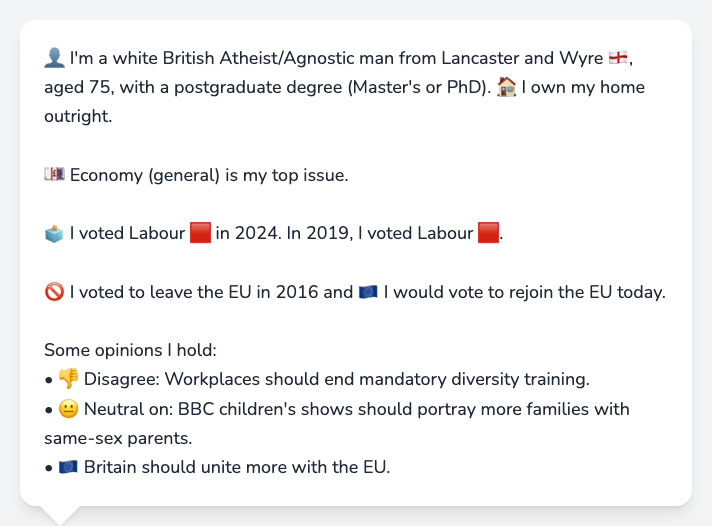 👤 I'm a white British Atheist/Agnostic man from Lancaster and Wyre 🏴󠁧󠁢󠁥󠁮󠁧󠁿,
aged 75, with a postgraduate degree (Master's or PhD). 🏠 I own my home
outright.
💷 Economy (general) is my top issue.
🗳️ I voted Labour 🟥 in 2024. In 2019, I voted Labour 🟥.
🚫 I voted to leave the EU in 2016 and 🇪🇺 I would vote to rejoin the EU today.
Some opinions I hold:
• 👎 Disagree: Workplaces should end mandatory diversity training.
• 😐 Neutral on: BBC children's shows should portray more families with
same-sex parents.
• 🇪🇺 Britain should unite more with the EU.